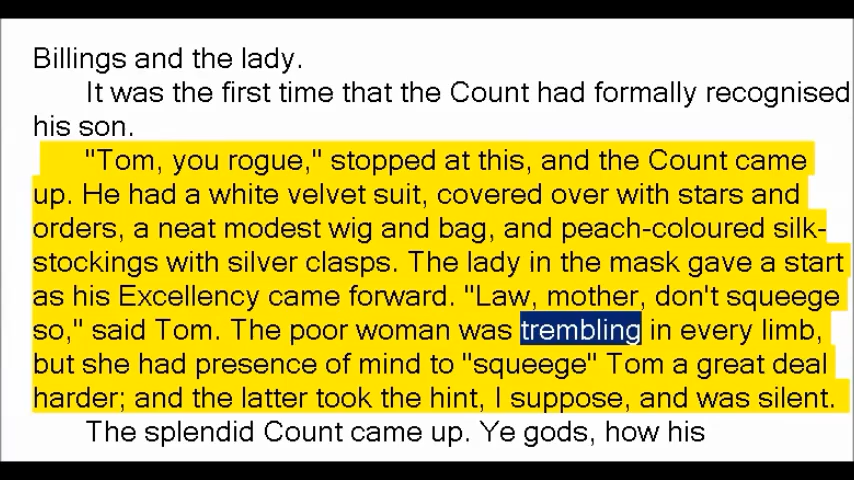 Billings and the lady.
It was the first time that the Count had formally recognised
his son.
"Tom, you rogue," stopped at this, and the Count came
up. He had a white velvet suit, covered over with stars and
orders, a neat modest wig and bag, and peach-coloured silk-
stockings with silver clasps. The lady in the mask gave a start
as his Excellency came forward. "Law, mother, don't squeege
so," said Tom. The poor woman was trembling in every limb,
but she had presence of mind to "squeege" Tom a great deal
harder; and the latter took the hint, I suppose, and was silent.
The splendid Count came up. Ye gods, how his